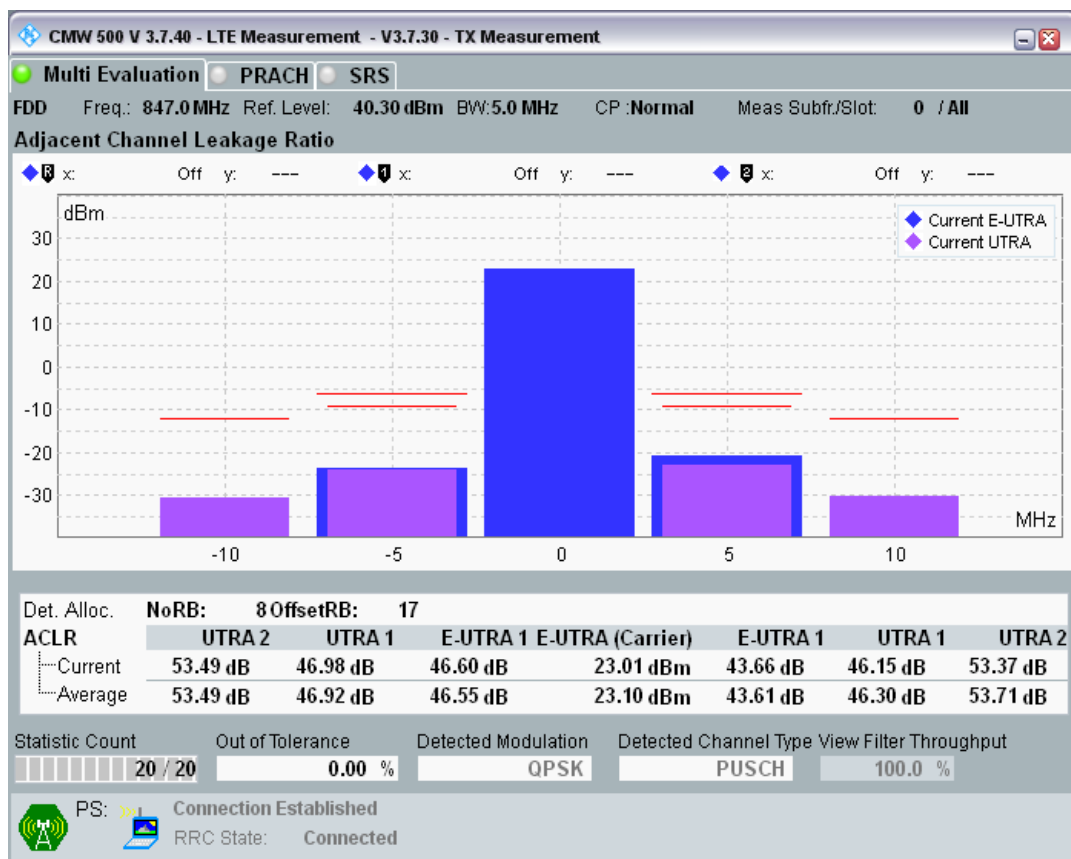 CMW 500 V 3.7.40 - LTE Measurement - V3.7.30 - TX Measurement
Multi Evaluation PRACH SRS
FDD Freq.: 847.0 MHz Ref. Level: 40.30 dBm BW:5.0 MHz CP :Normal Meas Subfr./Slot: 0 / All
Adjacent Channel Leakage Ratio
R x: Off y: --- 1 x: Off y: --- 2 x: Off y: ---
dBm
Current E-UTRA
Current UTRA
30
20
10
0
-10
-20
-30
MHz
-10 -5 0 5 10
Det. Alloc. NoRB: 8 OffsetRB: 17
ACLR UTRA 2 UTRA 1 E-UTRA 1 E-UTRA (Carrier) E-UTRA 1 UTRA 1 UTRA 2
Current 53.49 dB 46.98 dB 46.60 dB 23.01 dBm 43.66 dB 46.15 dB 53.37 dB
Average 53.49 dB 46.92 dB 46.55 dB 23.10 dBm 43.61 dB 46.30 dB 53.71 dB
Statistic Count Out of Tolerance Detected Modulation Detected Channel Type View Filter Throughput
20 / 20 0.00 % QPSK PUSCH 100.0 %
PS: Connection Established
RRC State: Connected